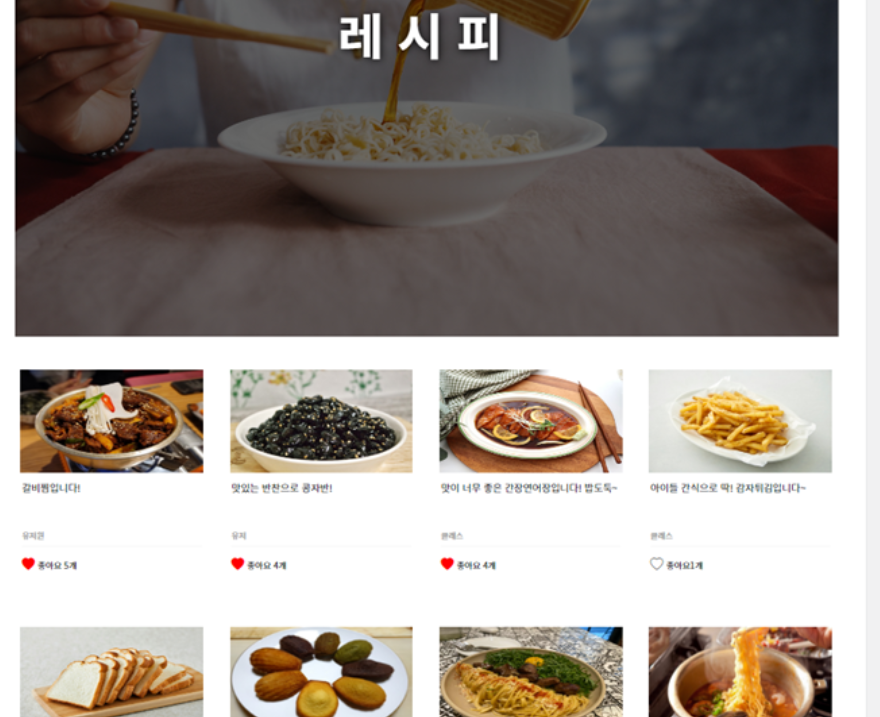 레시피
갈비찜입니다!
맛있는 반찬으로 콩자반!
맛이 너무 좋은 간장연어장입니다! 밥도둑~
아이들 간식으로 딱! 감자튀김입니다~
유저
쿤레스
쿤레스
좋아요 5개
좋아요 4개
좋아요 4개
좋아요1개